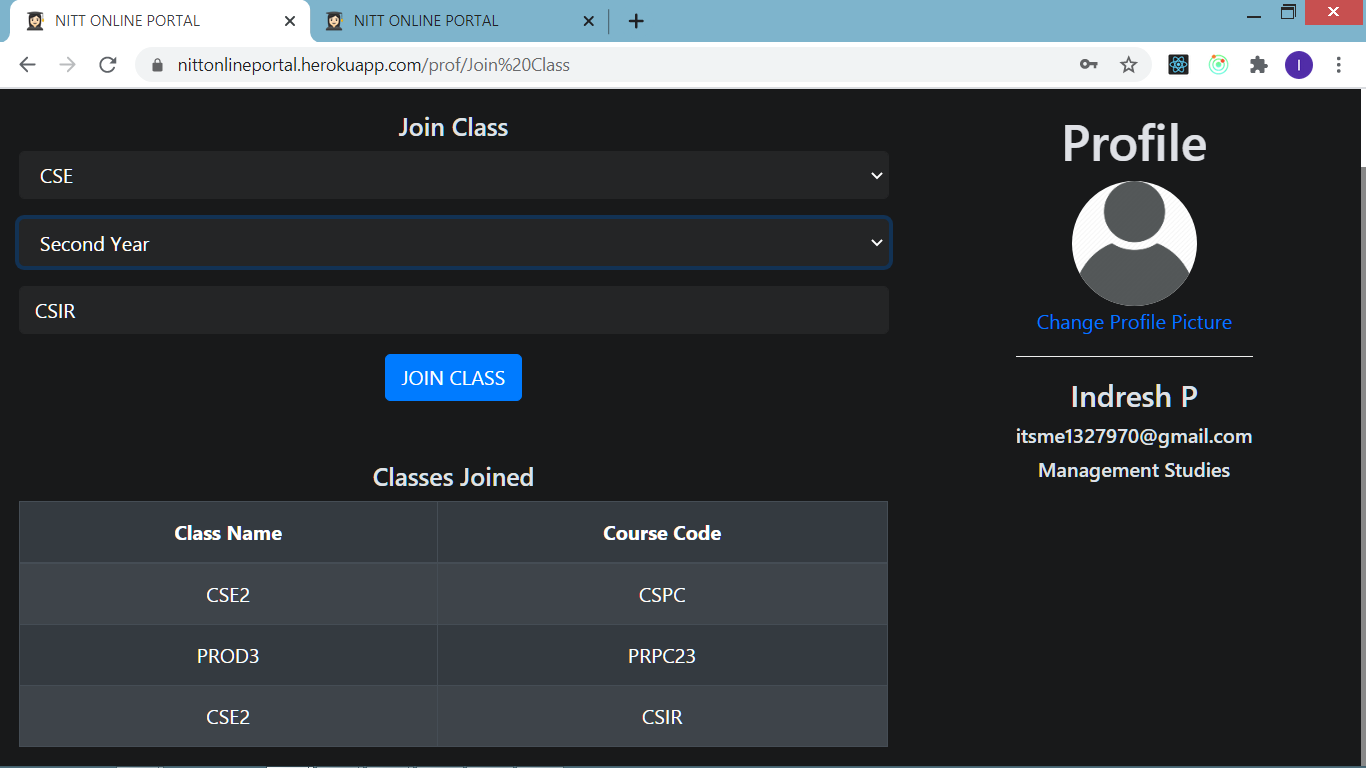 NITT ONLINE PORTAL
NITT ONLINE PORTAL
nittonlineportal.herokuapp.com/prof/Join%20Class
I
Join Class
CSE
Second Year
CSIR
JOIN CLASS
Classes Joined
Class Name Course Code
CSE2 CSPC
PROD3 PRPC23
CSE2 CSIR
Profile
Change Profile Picture
Indresh P
itsme1327970@gmail.com
Management Studies